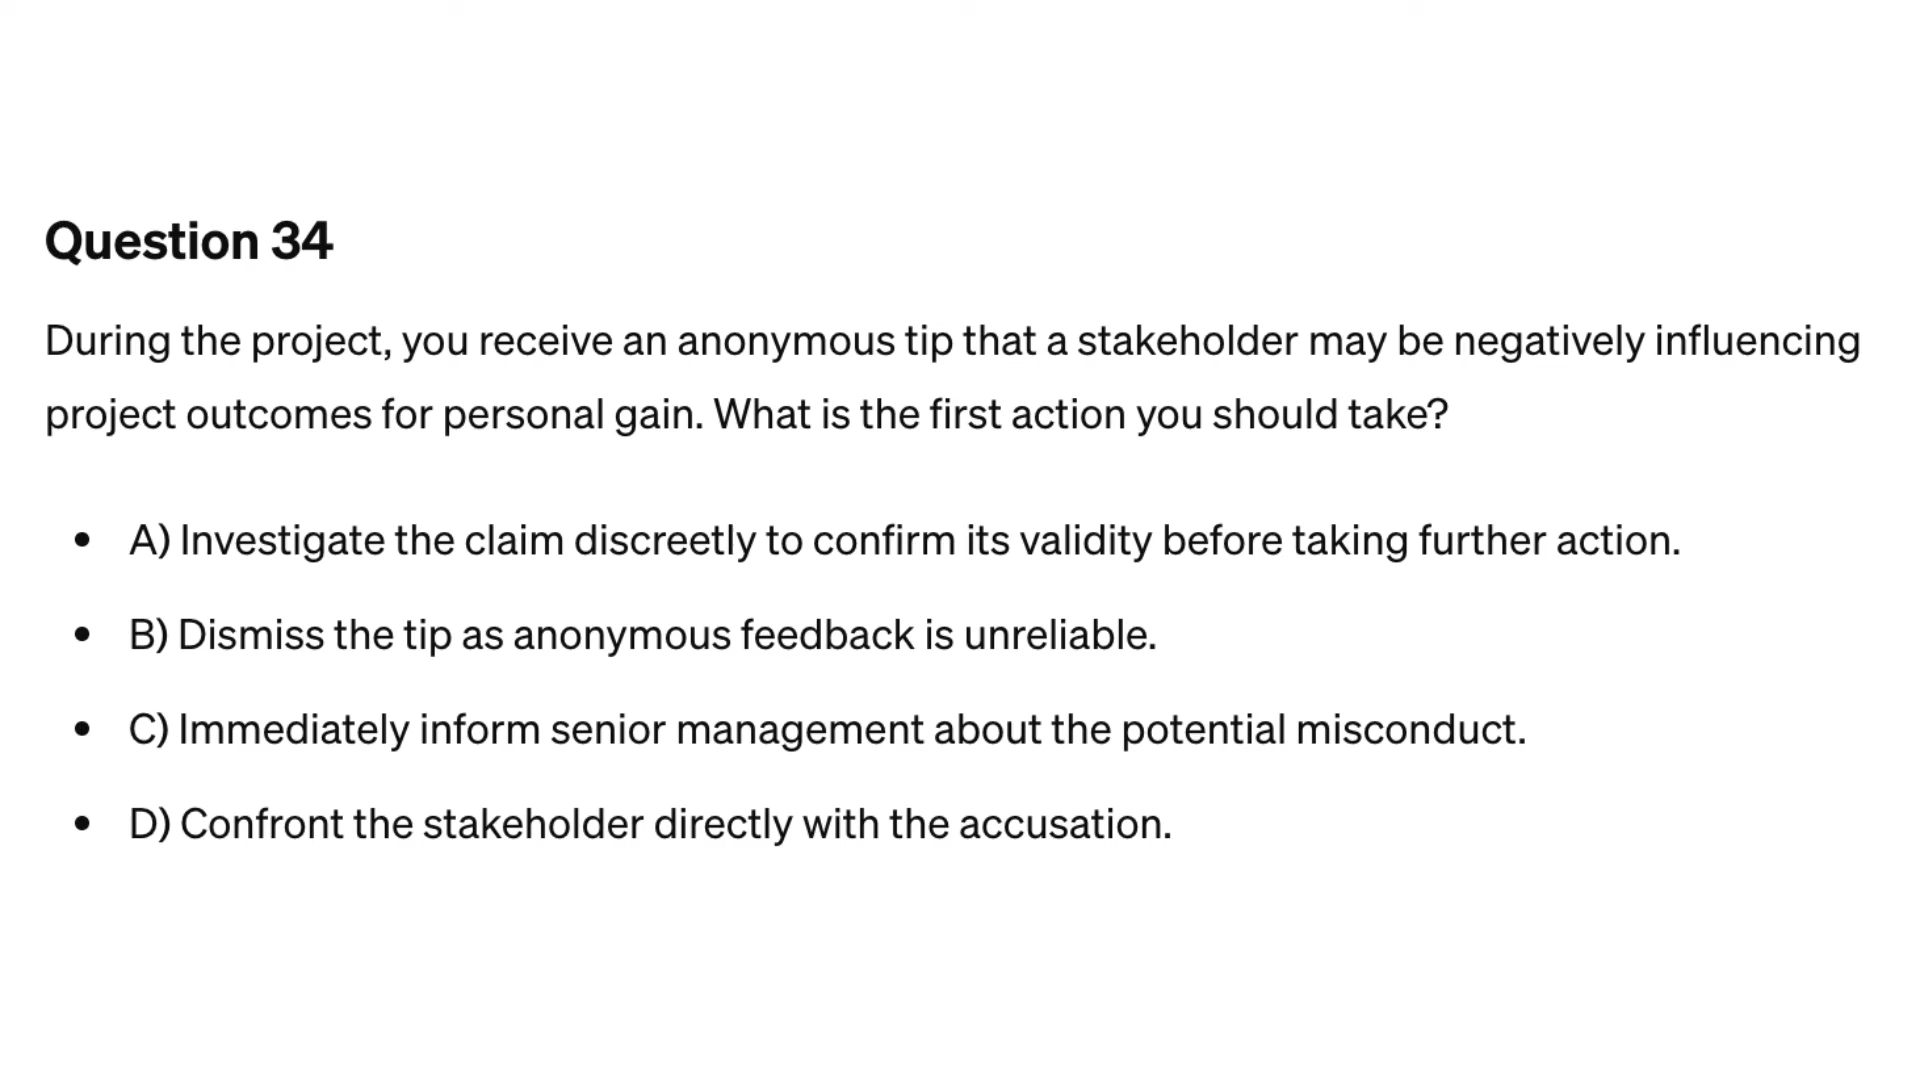 Question 34
During the project, you receive an anonymous tip that a stakeholder may be negatively influencing
project outcomes for personal gain. What is the first action you should take?
• A) Investigate the claim discreetly to confirm its validity before taking further action.
• B) Dismiss the tip as anonymous feedback is unreliable.
• C) Immediately inform senior management about the potential misconduct.
• D) Confront the stakeholder directly with the accusation.